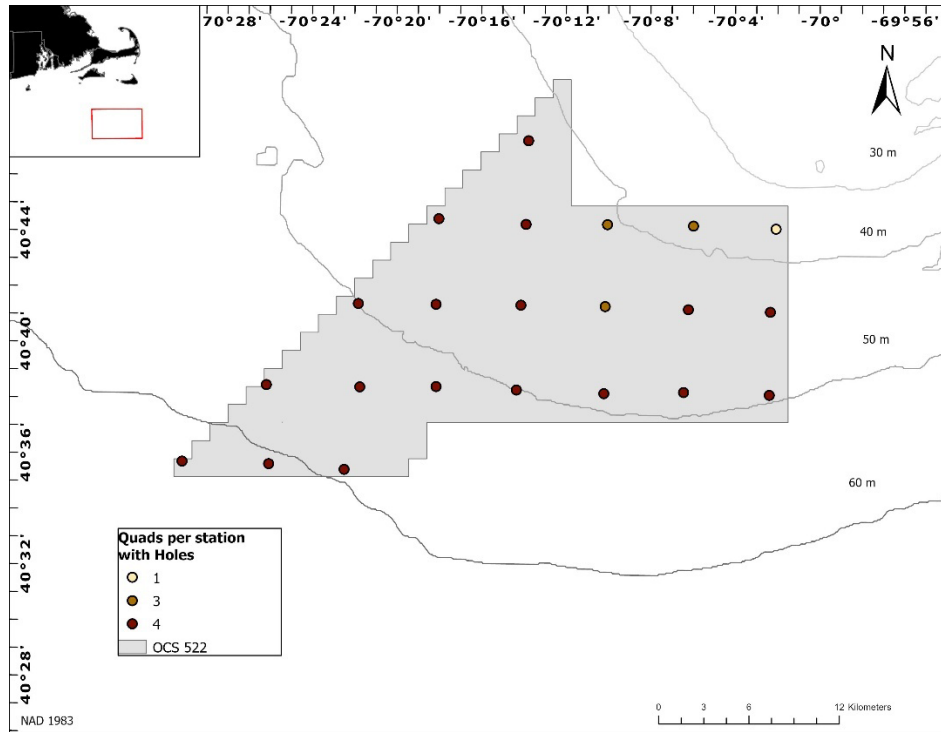 70°28' 70°24' 70°20' 70°16' 70°12' -70°8' -70°4' -70° -69°56'
N
30 m
40 m
50 m
60 m
40°44'
40°40'
40°36'
40°32'
40°28'
Quads per station
with Holes
1
3
4
OCS 522
NAD 1983
0 3 6 12 Kilometers